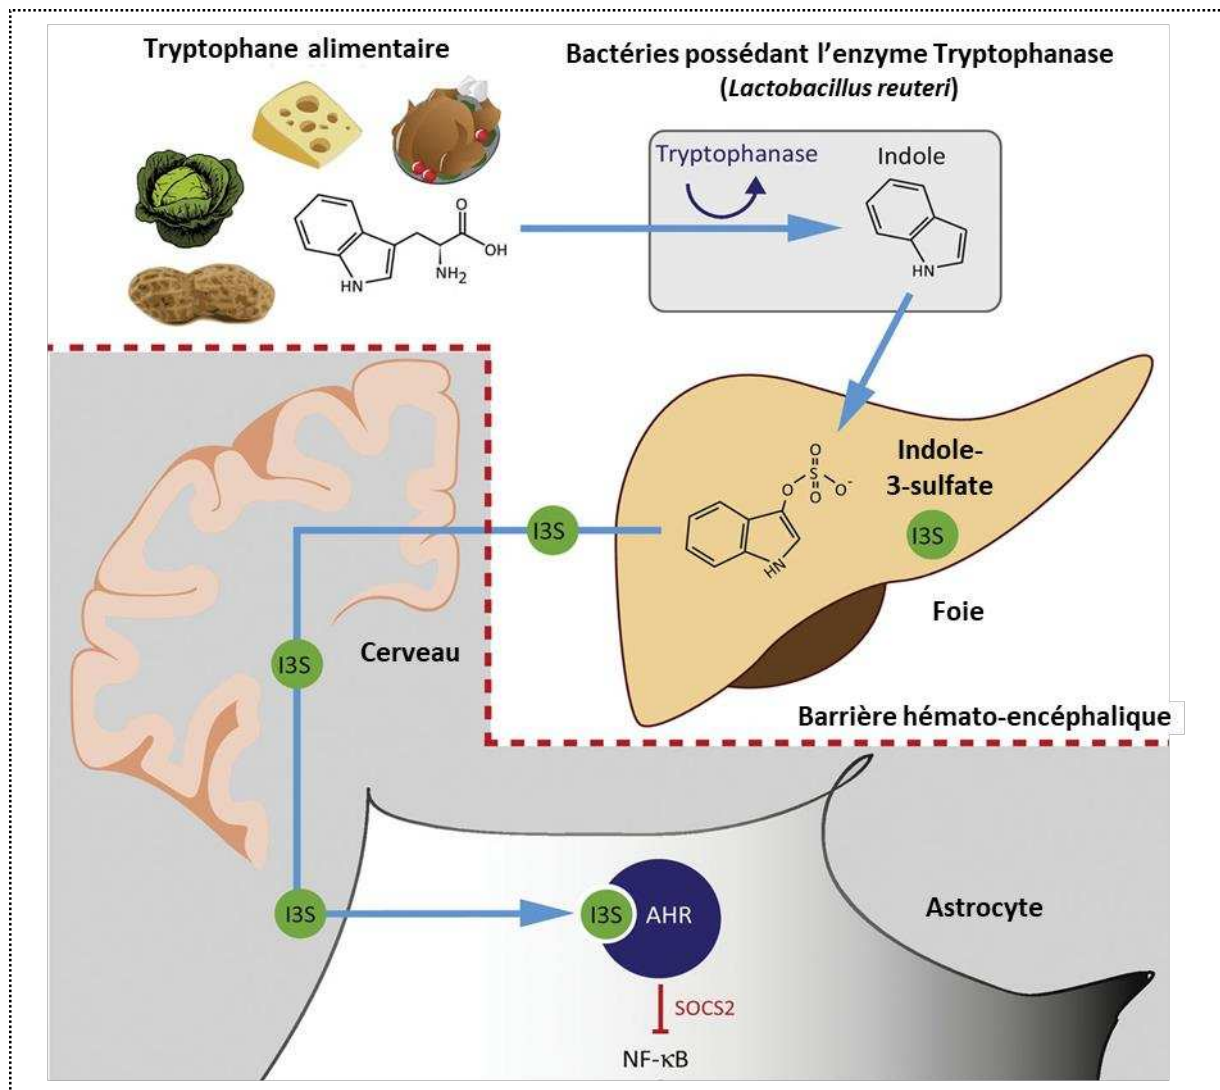 Tryptophane alimentaire
Bactéries possédant l’enzyme Tryptophanase
(Lactobacillus reuteri)
Tryptophanase
Indole
O
OH
NH2
HN
HN
O
S
O
O
O-
HN
Indole-
3-sulfate
I3S
I3S
Foie
I3S
Cerveau
Barrière hémato-encéphalique
I3S
I3S
AHR
Astrocyte
SOCS2
NF-κB